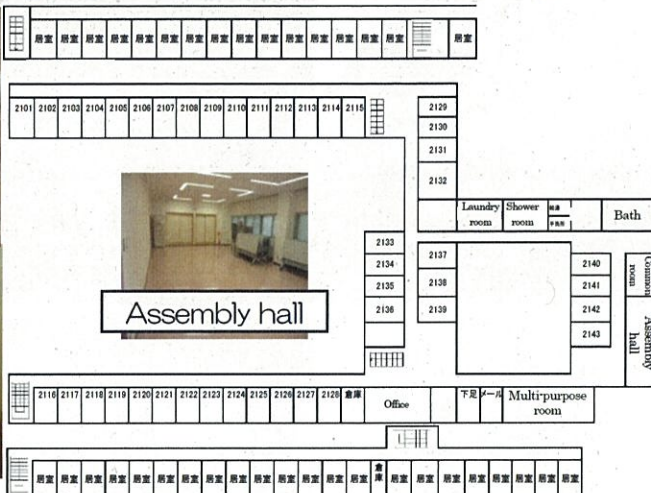 居室 居室 居室 居室 居室 居室 居室 居室 居室 居室 居室 居室 居室 居室 居室 居室
2101 2102 2103 2104 2105 2106 2107 2108 2109 2110 2111 2112 2113 2114 2115
2129
2130
2131
2132
Laundry room
Shower room
Bath
2133
2134
2135
2136
2137
2138
2139
2140
2141
2142
2143
Common room
Assembly hall
Assembly hall
2116 2117 2118 2119 2120 2121 2122 2123 2124 2125 2126 2127 2128 倉庫
Office
下足 メール
Multi-purpose room
居室 居室 居室 居室 居室 居室 居室 居室 居室 居室 居室 居室 居室 居室 倉庫 居室 居室 居室 居室 居室 居室 居室 居室